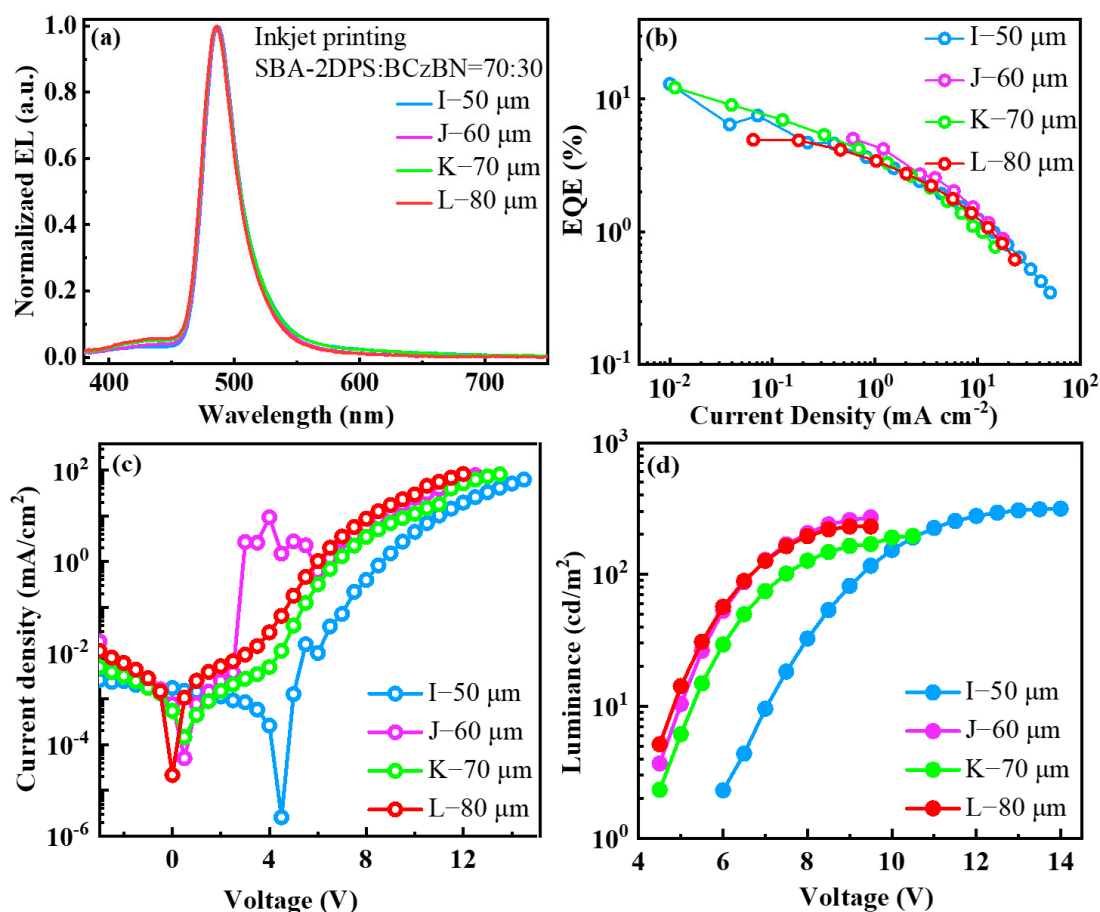 (a)
Inkjet printing
SBA-2DPS:BCzBN=70:30
I−50 μm
J−60 μm
K−70 μm
L−80 μm
1.0
0.8
0.6
0.4
0.2
0.0
Normalizaed EL (a.u.)
400
500
600
700
Wavelength (nm)
(b)
I−50 μm
J−60 μm
K−70 μm
L−80 μm
10¹
10⁰
10⁻¹
EQE (%)
10⁻²
10⁻¹
10⁰
10¹
10²
Current Density (mA cm⁻²)
(c)
I−50 μm
J−60 μm
K−70 μm
L−80 μm
10²
10⁰
10⁻²
10⁻⁴
10⁻⁶
Current density (mA/cm²)
0
4
8
12
Voltage (V)
(d)
I−50 μm
J−60 μm
K−70 μm
L−80 μm
10³
10²
10¹
10⁰
Luminance (cd/m²)
4
6
8
10
12
14
Voltage (V)